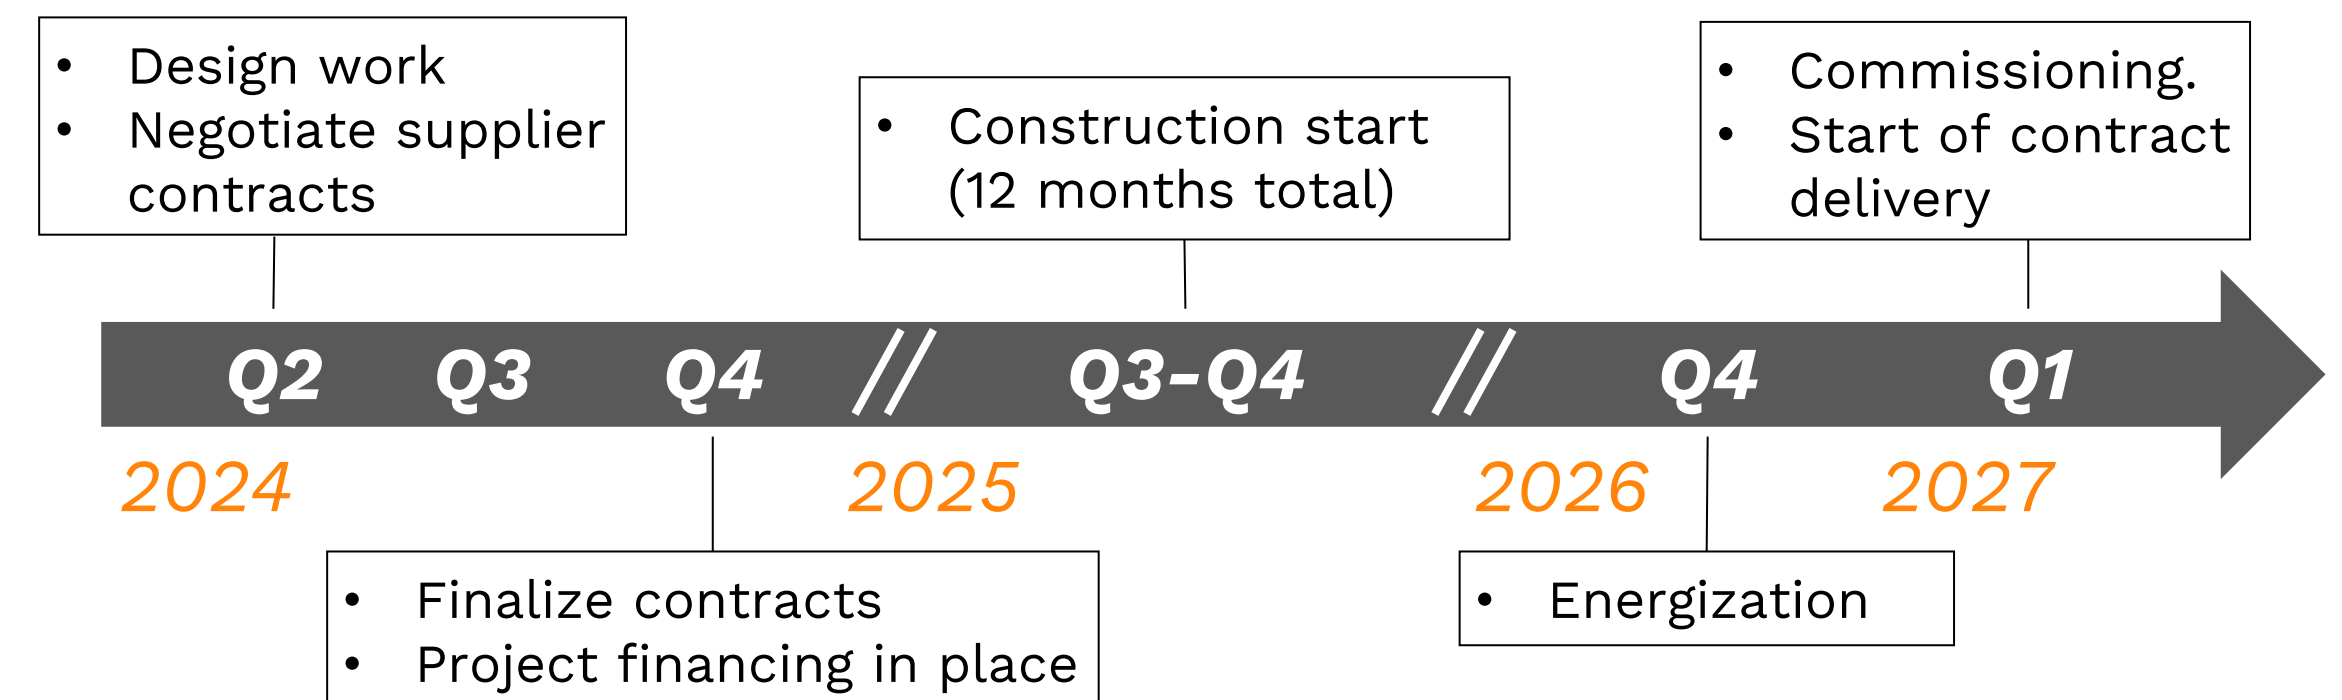 • Design work
• Negotiate supplier
contracts
• Construction start
(12 months total)
• Commissioning.
• Start of contract
delivery
Q2 Q3 Q4 // Q3-Q4 // Q4 Q1
2024 2025 2026 2027
• Finalize contracts
• Project financing in place
• Energization